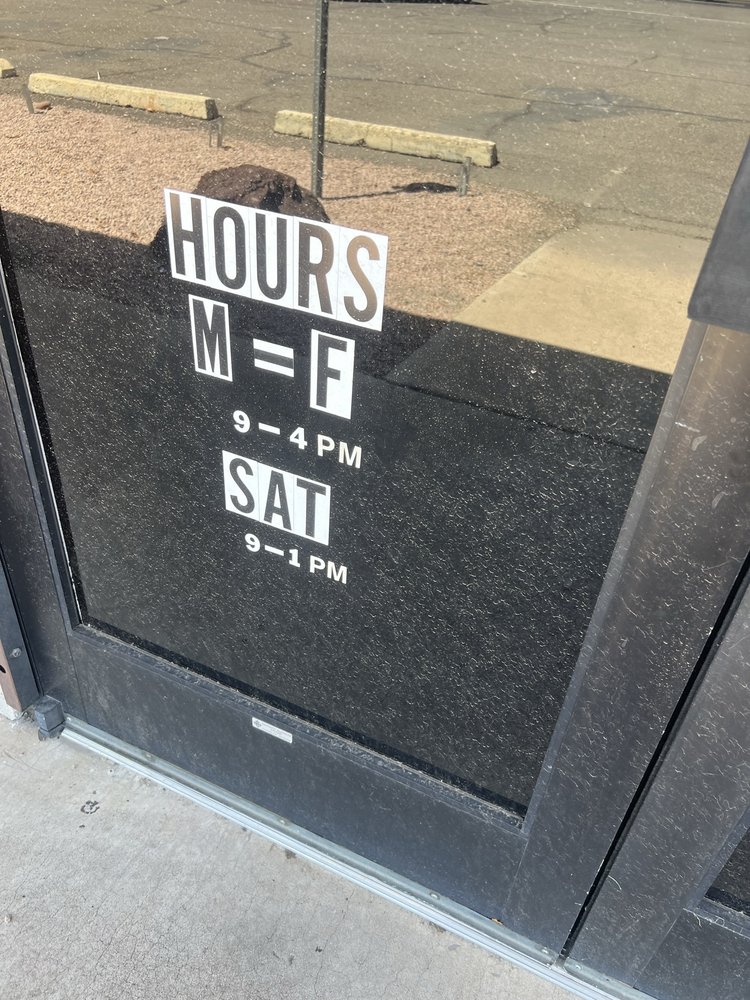 HOURS
M = F
9 – 4 PM
SAT
9 – 1 PM